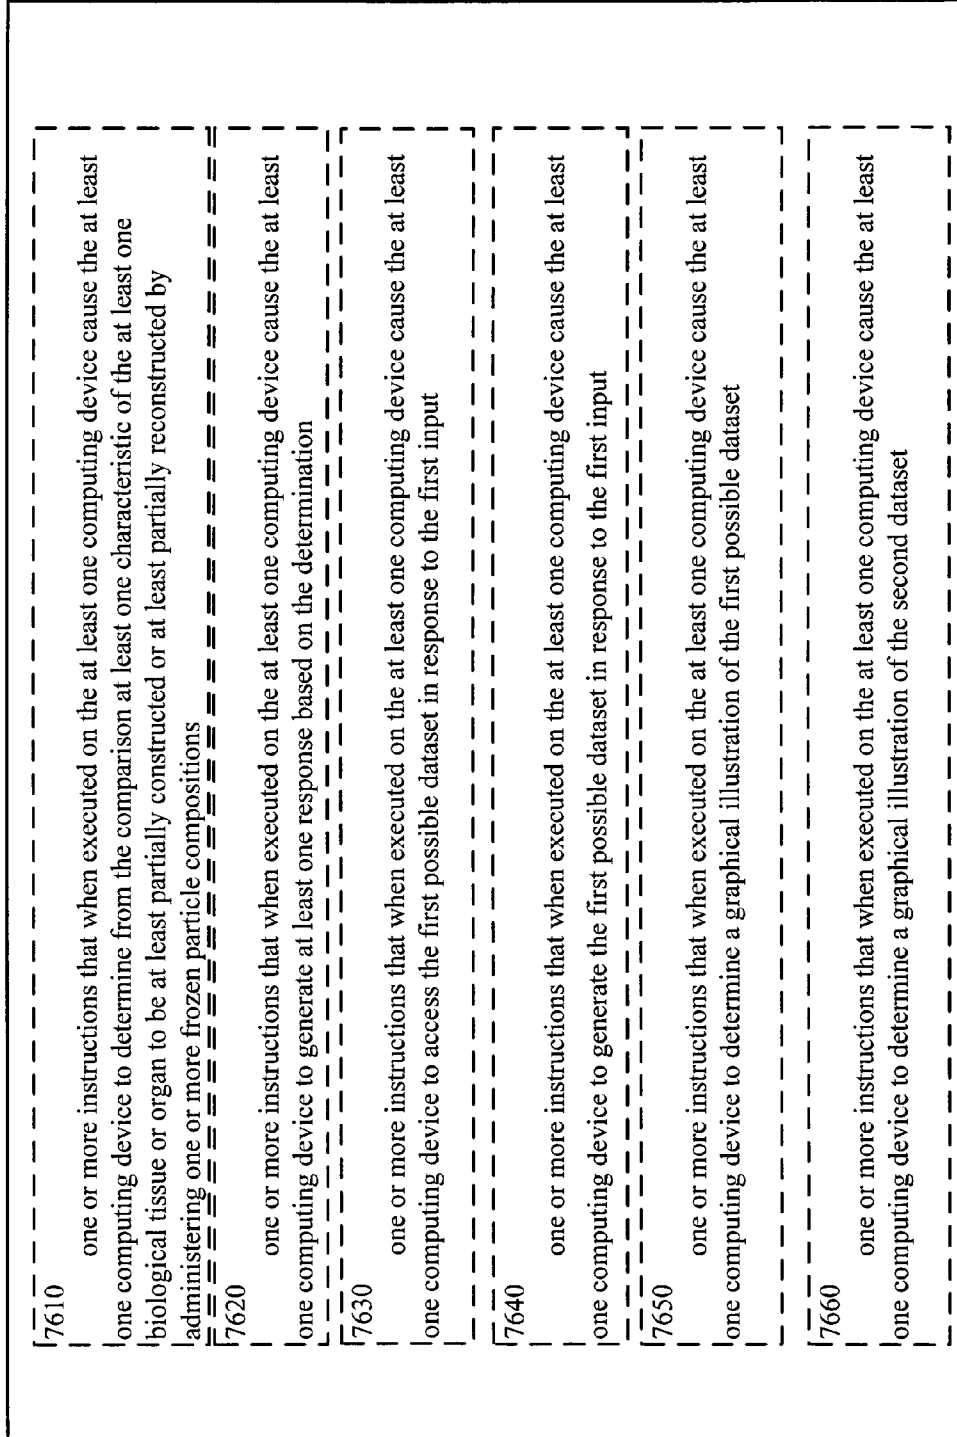 7610
one or more instructions that when executed on the at least one computing device cause the at least
one computing device to determine from the comparison at least one characteristic of the at least one
biological tissue or organ to be at least partially constructed or at least partially reconstructed by
administering one or more frozen particle compositions
7620
one or more instructions that when executed on the at least one computing device cause the at least
one computing device to generate at least one response based on the determination
7630
one or more instructions that when executed on the at least one computing device cause the at least
one computing device to access the first possible dataset in response to the first input
7640
one or more instructions that when executed on the at least one computing device cause the at least
one computing device to generate the first possible dataset in response to the first input
7650
one or more instructions that when executed on the at least one computing device cause the at least
one computing device to determine a graphical illustration of the first possible dataset
7660
one or more instructions that when executed on the at least one computing device cause the at least
one computing device to determine a graphical illustration of the second dataset